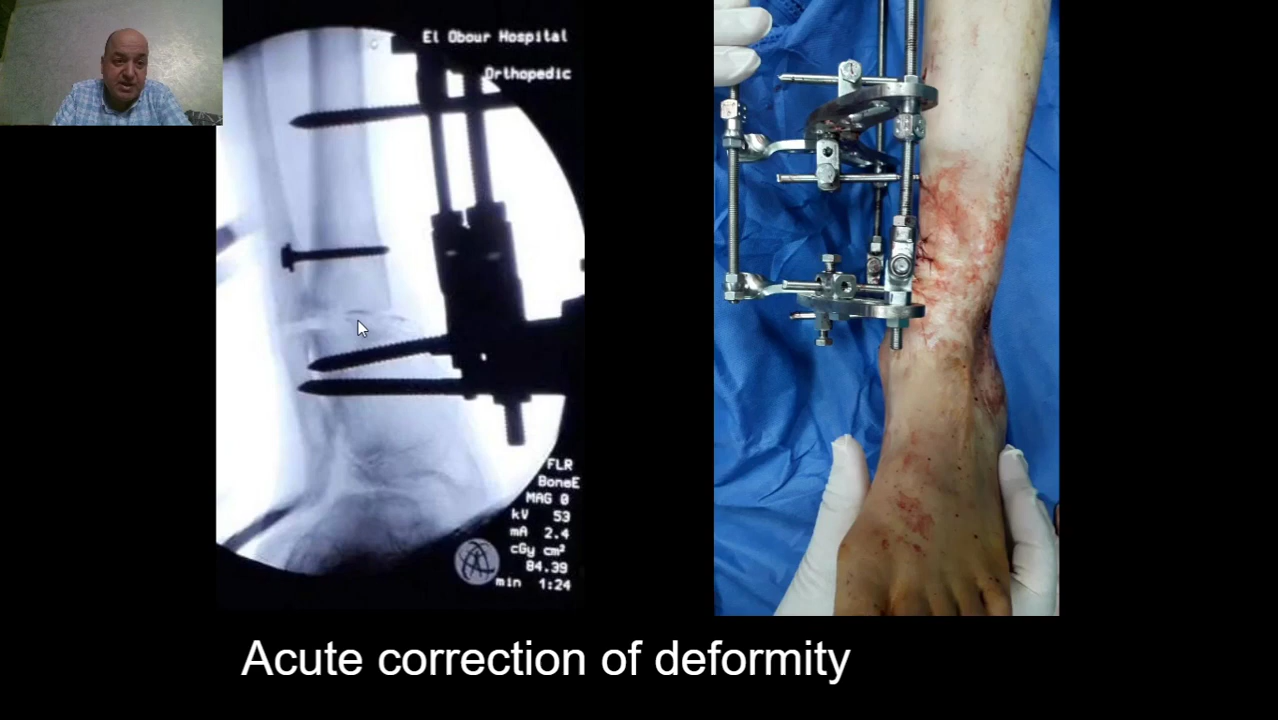 El Obour Hospital
Orthopedic
FLR
BoneE
MAG 0
kV 53
mA 2.4
cGy cm²
84.39
min 1:24
Acute correction of deformity